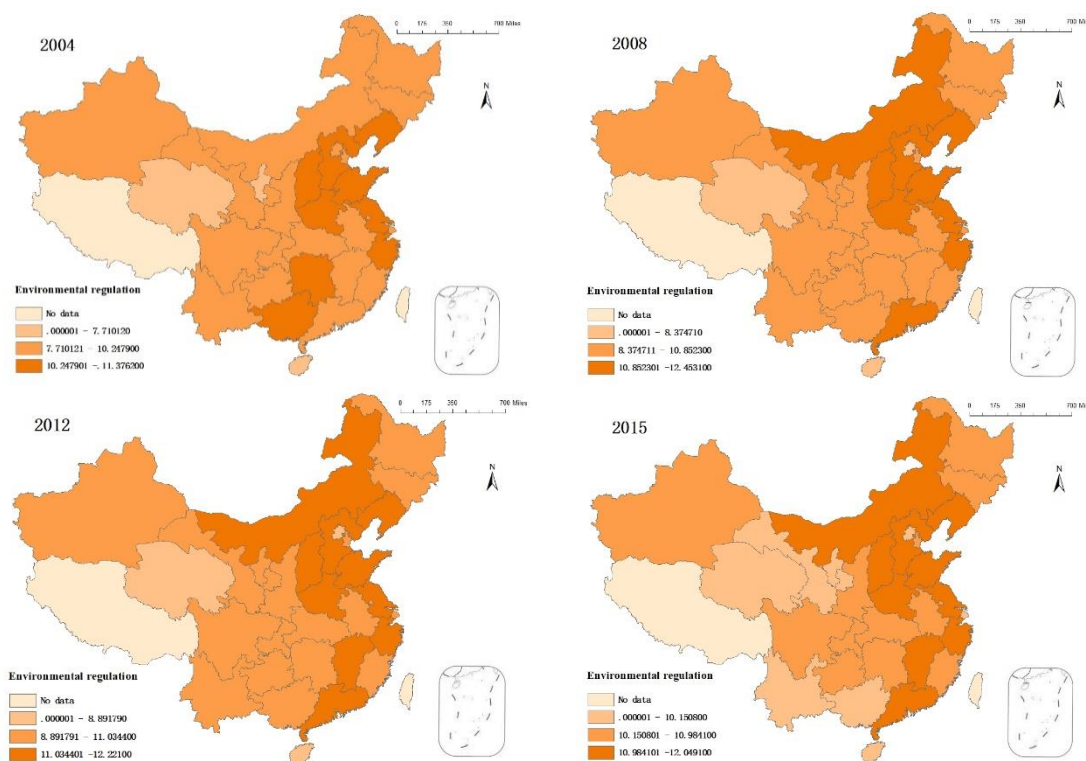 2004
0 175 350 700 Miles
N
Environmental regulation
No data
.000001 - 7.710120
7.710121 - 10.247900
10.247901 - 11.376200
2008
0 175 350 700
N
Environmental regulation
No data
.000001 - 8.374710
8.374711 - 10.852300
10.852301 -12.453100
2012
0 175 350 700 Miles
N
Environmental regulation
No data
.000001 - 8.891790
8.891791 - 11.034400
11.034401 -12.22100
2015
0 175 350 700
N
Environmental regulation
No data
.000001 - 10.150800
10.150801 - 10.984100
10.984101 -12.049100